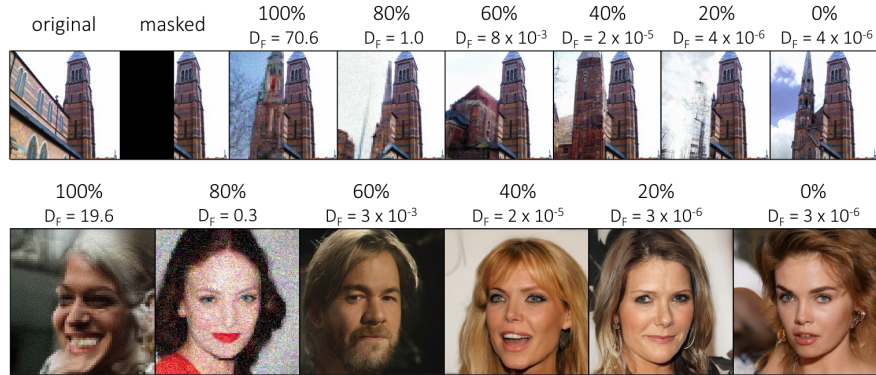 original masked 100% 80% 60% 40% 20% 0%
D_F = 70.6 D_F = 1.0 D_F = 8 x 10⁻³ D_F = 2 x 10⁻⁵ D_F = 4 x 10⁻⁶ D_F = 4 x 10⁻⁶
100% 80% 60% 40% 20% 0%
D_F = 19.6 D_F = 0.3 D_F = 3 x 10⁻³ D_F = 2 x 10⁻⁵ D_F = 3 x 10⁻⁶ D_F = 3 x 10⁻⁶